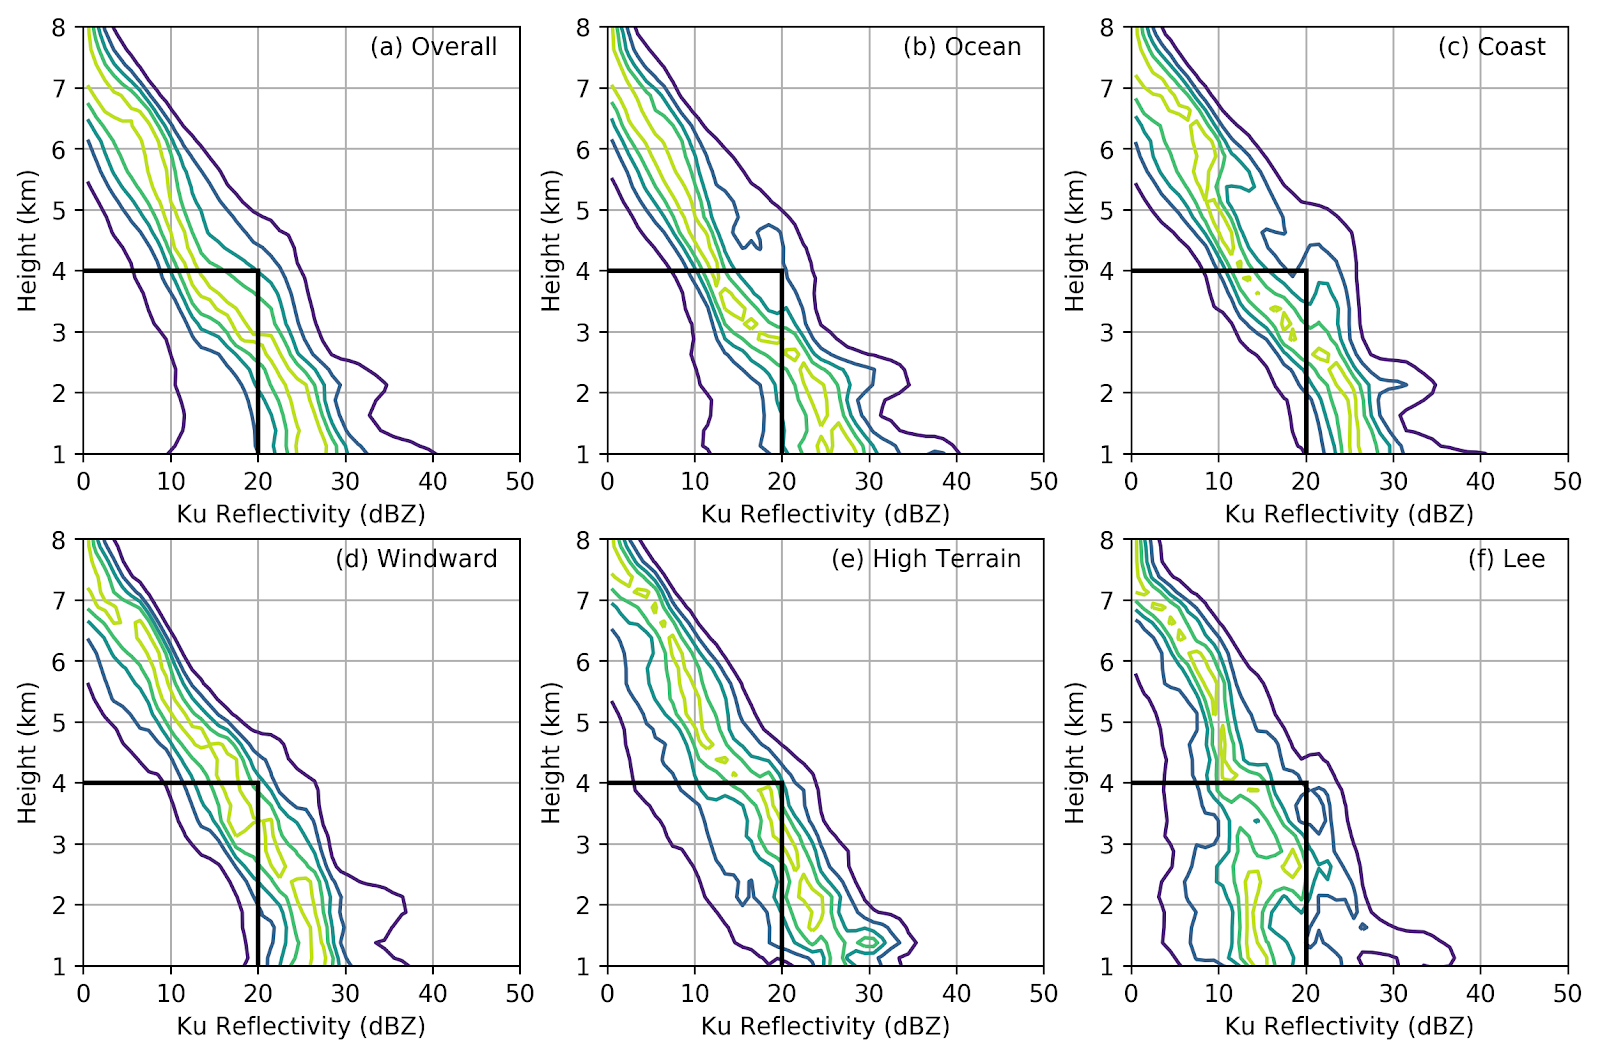 (a) Overall
8
7
6
5
4
3
2
1
Height (km)
0 10 20 30 40 50
Ku Reflectivity (dBZ)
(b) Ocean
8
7
6
5
4
3
2
1
Height (km)
0 10 20 30 40 50
Ku Reflectivity (dBZ)
(c) Coast
8
7
6
5
4
3
2
1
Height (km)
0 10 20 30 40 50
Ku Reflectivity (dBZ)
(d) Windward
8
7
6
5
4
3
2
1
Height (km)
0 10 20 30 40 50
Ku Reflectivity (dBZ)
(e) High Terrain
8
7
6
5
4
3
2
1
Height (km)
0 10 20 30 40 50
Ku Reflectivity (dBZ)
(f) Lee
8
7
6
5
4
3
2
1
Height (km)
0 10 20 30 40 50
Ku Reflectivity (dBZ)